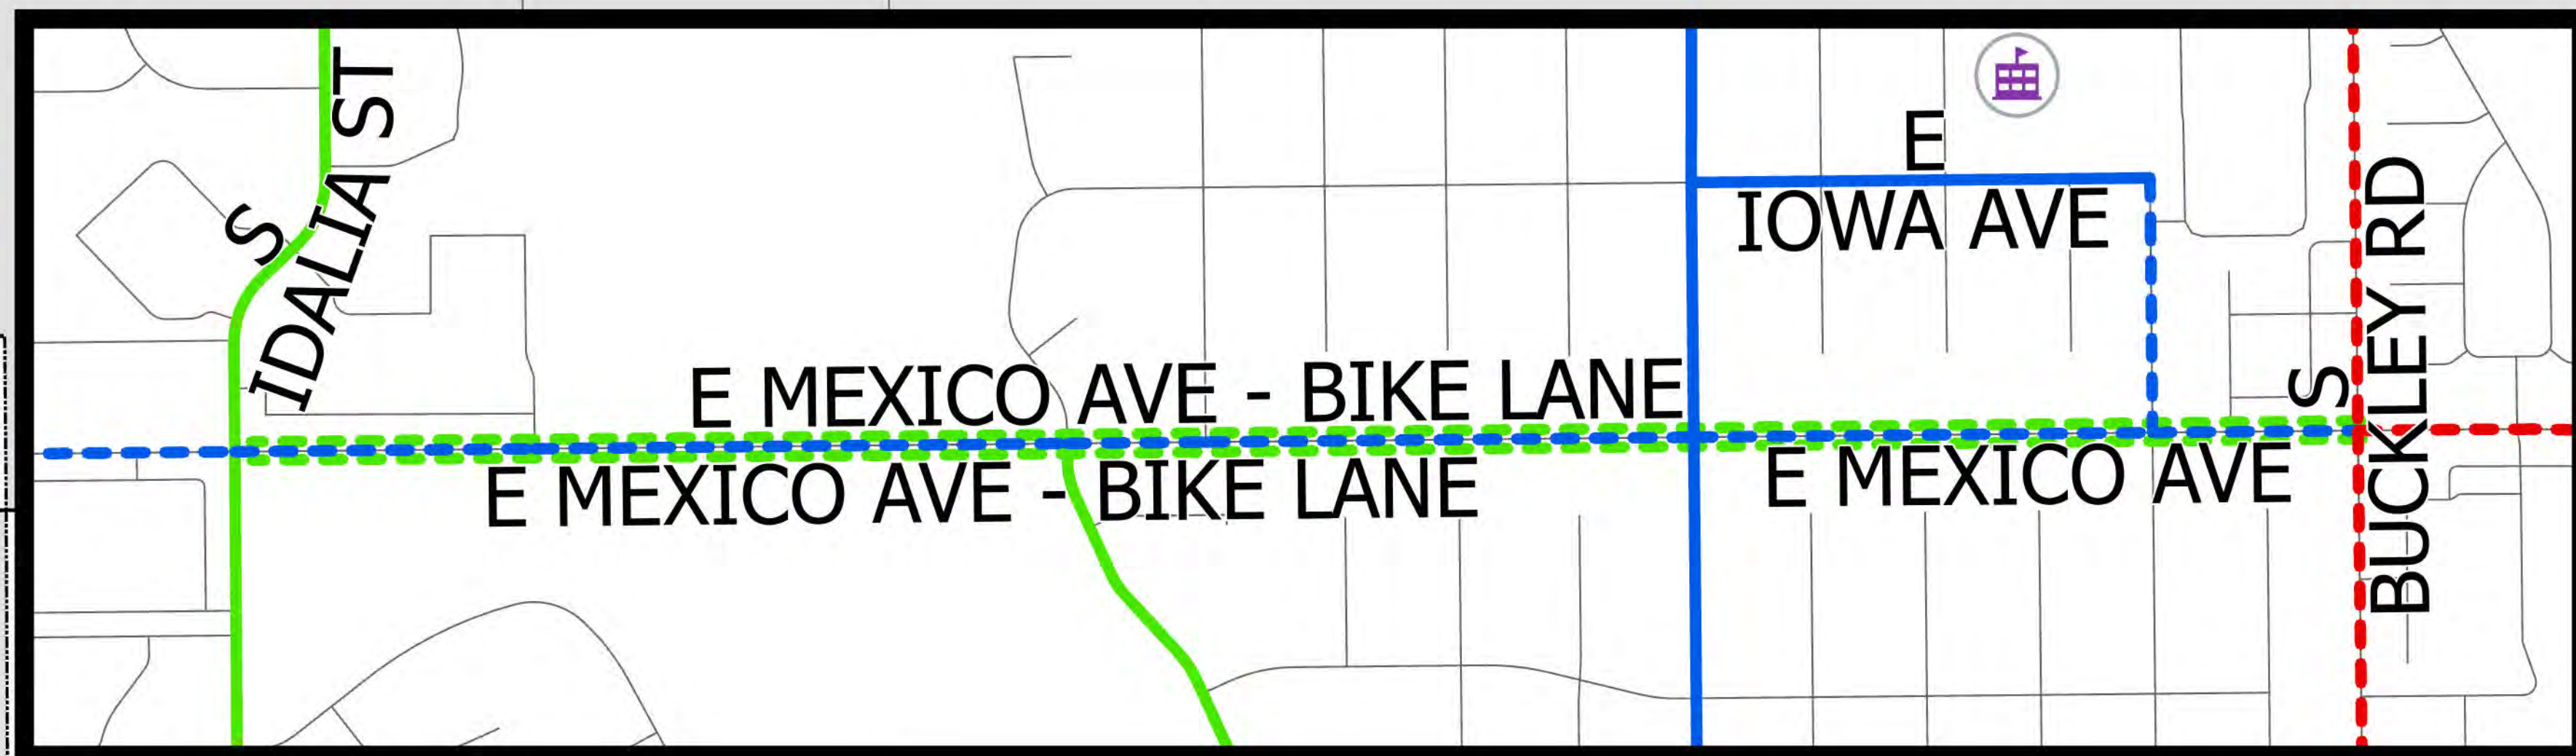 S
IDALIA ST
E
IOWA AVE
E MEXICO AVE - BIKE LANE
E MEXICO AVE - BIKE LANE
E MEXICO AVE
S
BUCKLEY RD